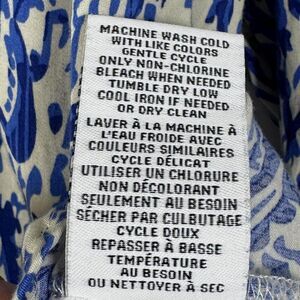 MACHINE WASH COLD
WITH LIKE COLORS
GENTLE CYCLE
ONLY NON-CHLORINE
BLEACH WHEN NEEDED
TUMBLE DRY LOW
COOL IRON IF NEEDED
OR DRY CLEAN
LAVER À LA MACHINE À
L'EAU FROIDE AVEC
COULEURS SIMILAIRES
CYCLE DÉLICAT
UTILISER UN CHLORURE
NON DÉCOLORANT
SEULEMENT AU BESOIN
SÉCHER PAR CULBUTAGE
CYCLE DOUX
REPASSER À BASSE
TEMPÉRATURE
AU BESOIN
OU NETTOYER À SEC